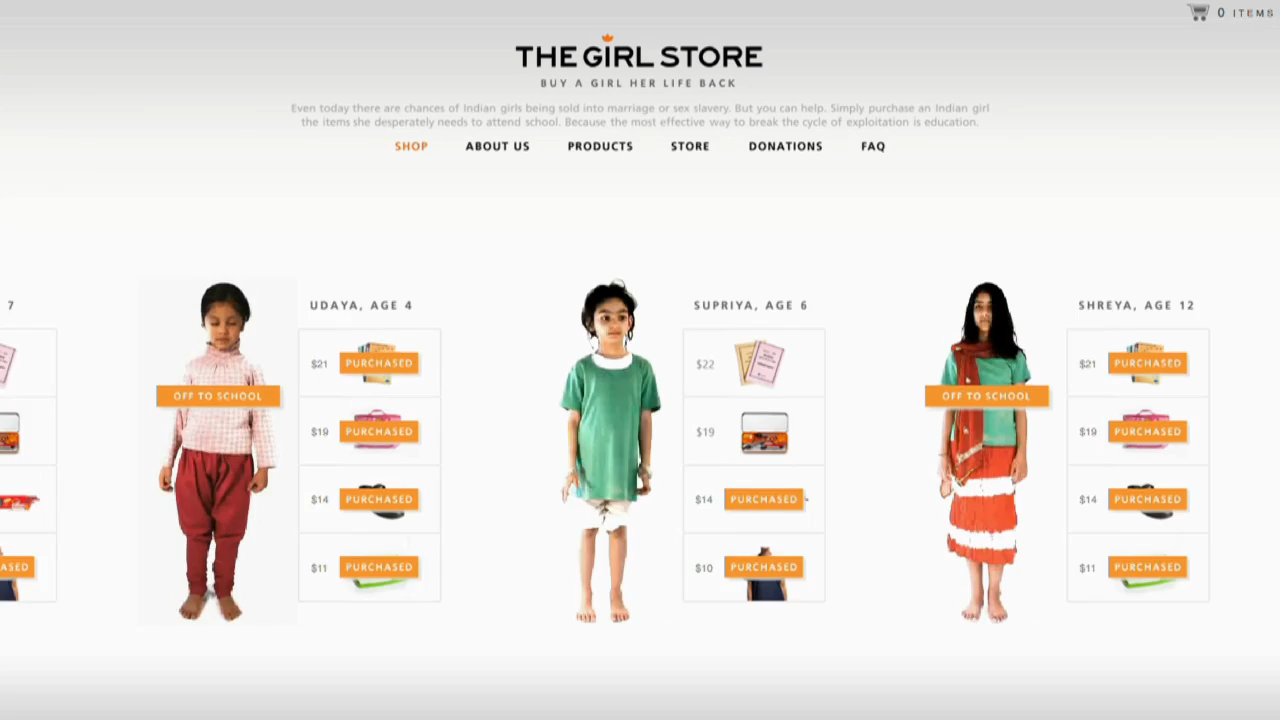 0 ITEMS
THE GIRL STORE
BUY A GIRL HER LIFE BACK
Even today there are chances of Indian girls being sold into marriage or sex slavery. But you can help. Simply purchase an Indian girl
the items she desperately needs to attend school. Because the most effective way to break the cycle of exploitation is education.
SHOP ABOUT US PRODUCTS STORE DONATIONS FAQ
7
ASED
UDAYA, AGE 4
OFF TO SCHOOL
$21 PURCHASED
$19 PURCHASED
$14 PURCHASED
$11 PURCHASED
SUPRIYA, AGE 6
$22
$19
$14 PURCHASED
$10 PURCHASED
SHREYA, AGE 12
OFF TO SCHOOL
$21 PURCHASED
$19 PURCHASED
$14 PURCHASED
$11 PURCHASED